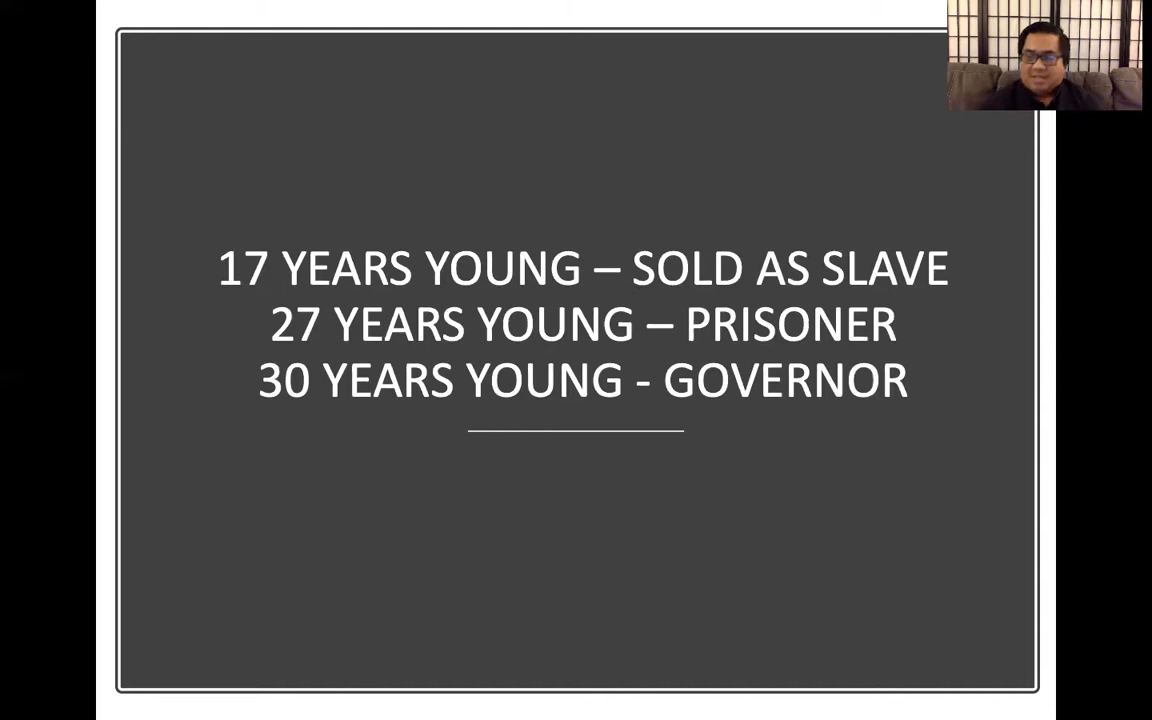 17 YEARS YOUNG – SOLD AS SLAVE
27 YEARS YOUNG – PRISONER
30 YEARS YOUNG - GOVERNOR